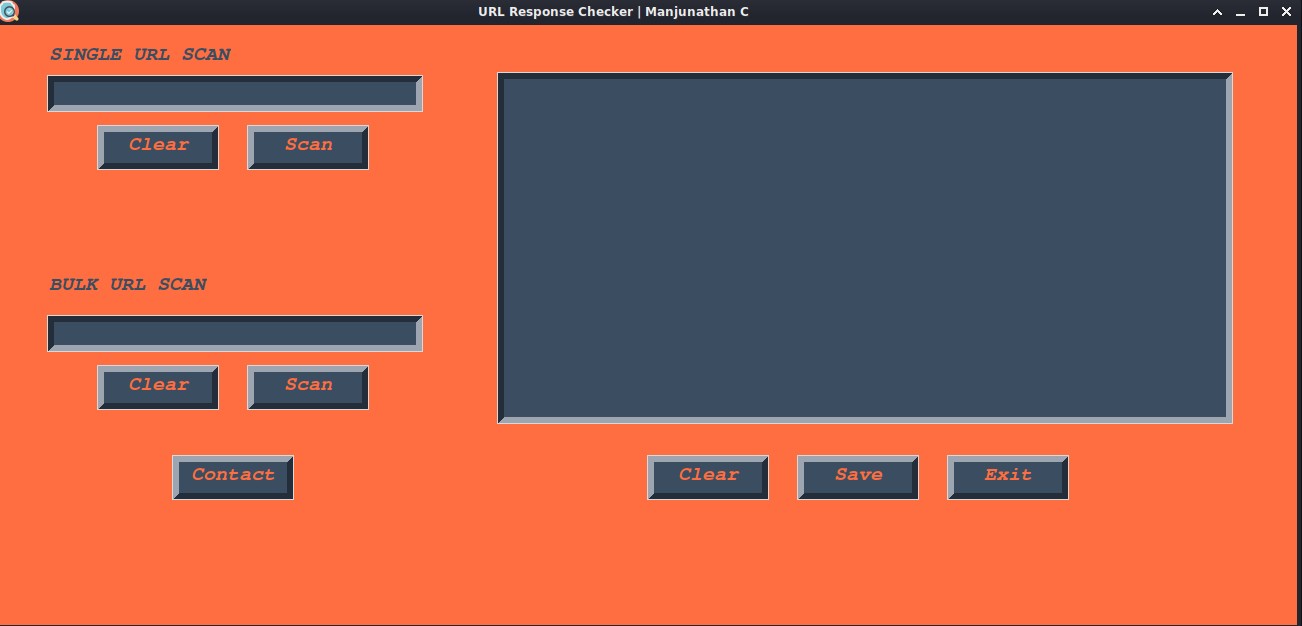 URL Response Checker | Manjunathan C
SINGLE URL SCAN
Clear Scan
BULK URL SCAN
Clear Scan
Contact
Clear Save Exit